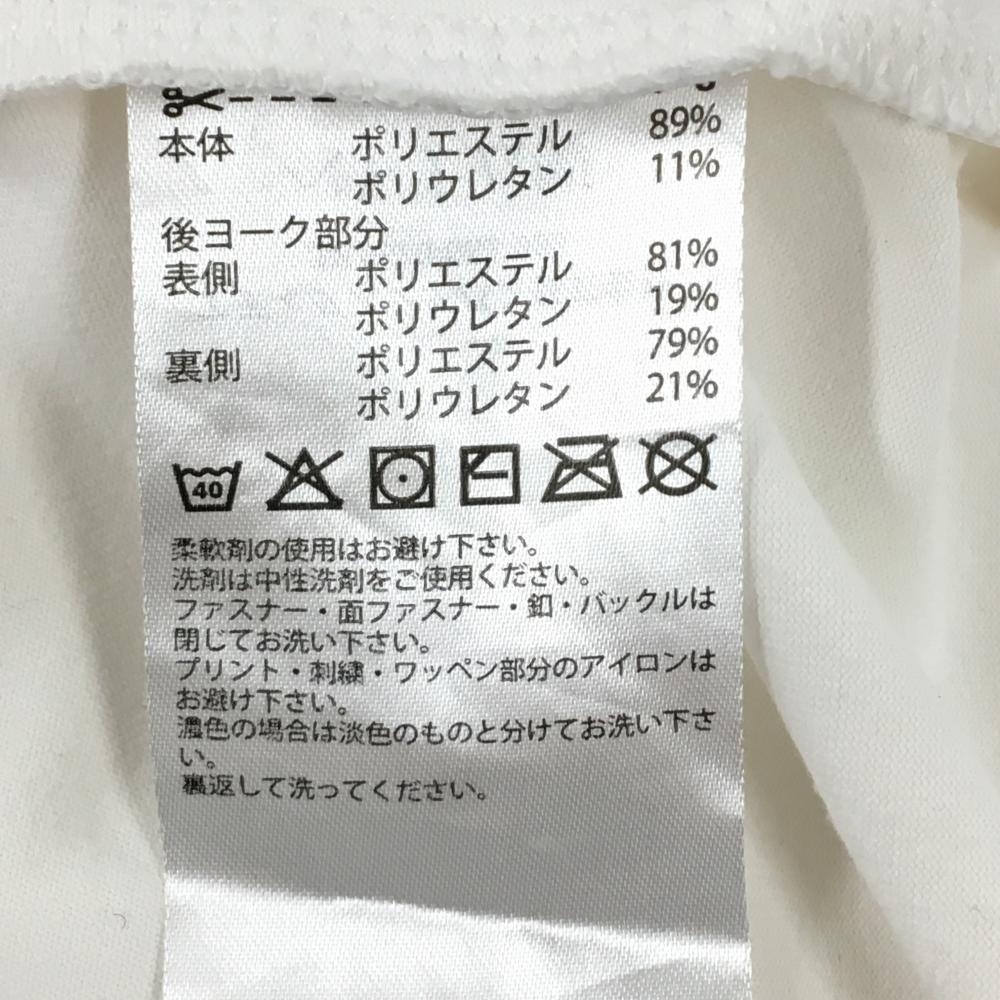 本体 ポリエステル 89%
ポリウレタン 11%
後ヨーク部分
表側 ポリエステル 81%
ポリウレタン 19%
裏側 ポリエステル 79%
ポリウレタン 21%
40
柔軟剤の使用はお避け下さい。
洗剤は中性洗剤をご使用ください。
ファスナー・面ファスナー・釦・バックルは
閉じてお洗い下さい。
プリント・刺繍・ワッペン部分のアイロンは
お避け下さい。
濃色の場合は淡色のものと分けてお洗い下さ
い。
裏返して洗ってください。